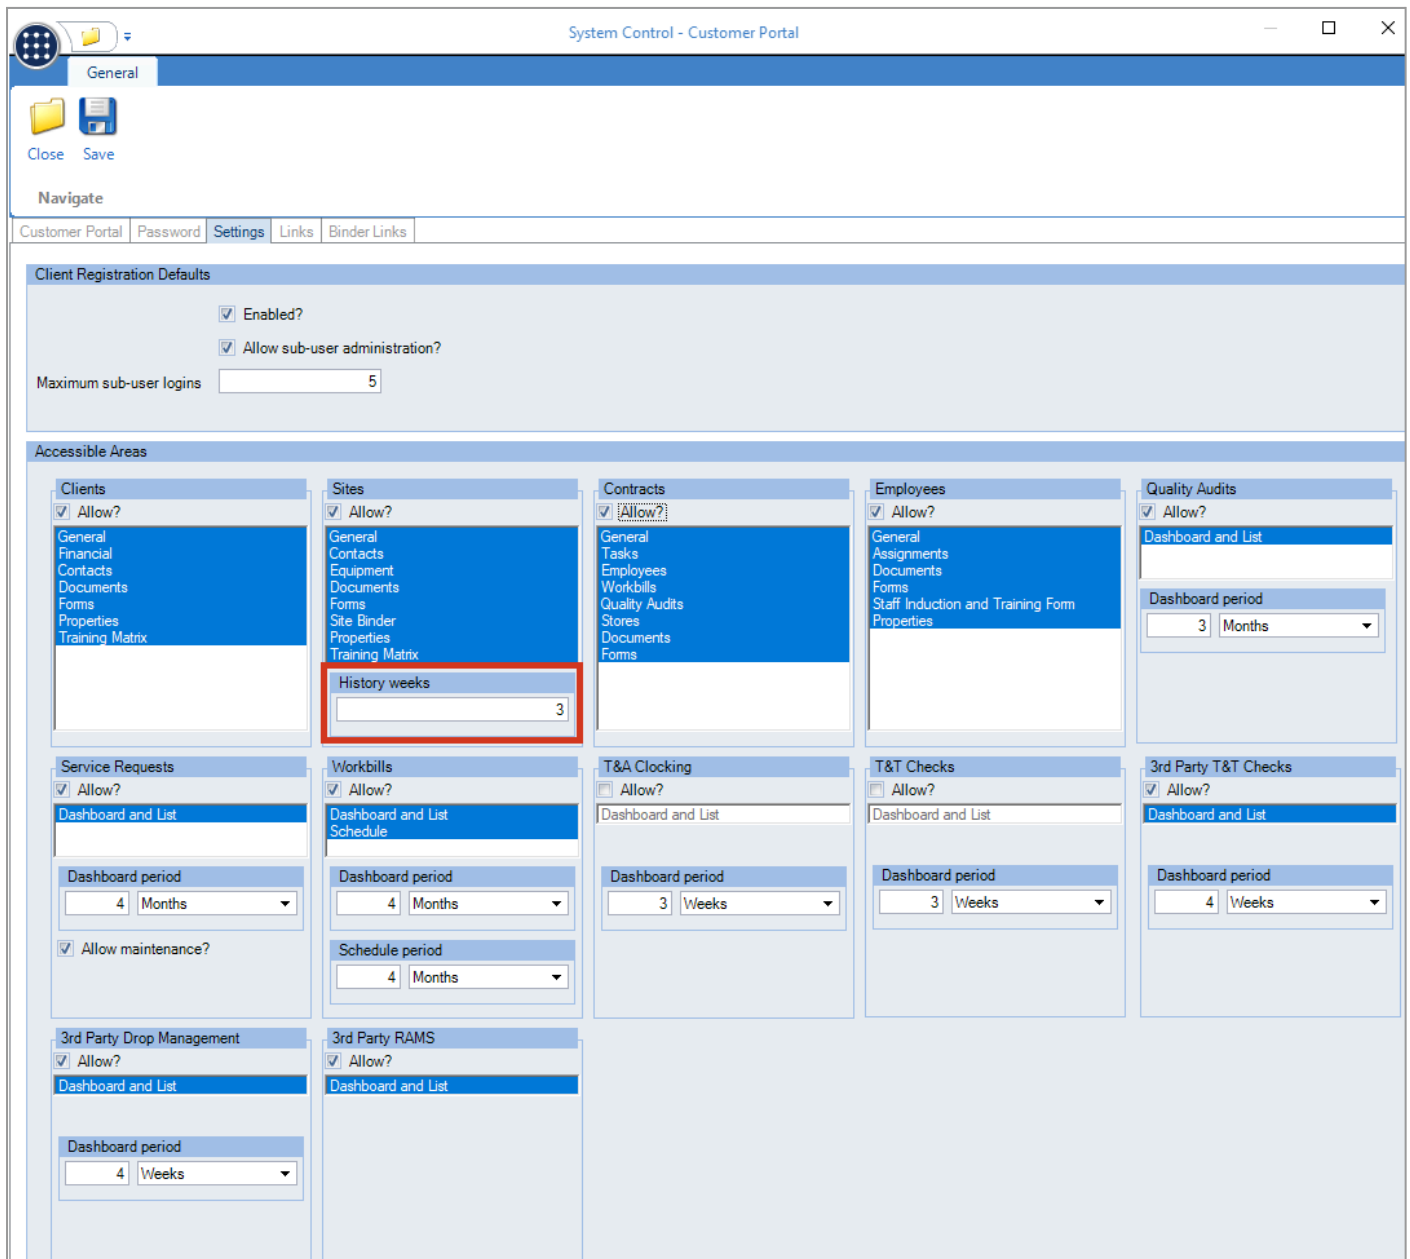 System Control - Customer Portal
General
Close Save
Navigate
Customer Portal Password Settings Links Binder Links
Client Registration Defaults
Enabled?
Allow sub-user administration?
Maximum sub-user logins 5
Accessible Areas
Clients
Allow?
General
Financial
Contacts
Documents
Forms
Properties
Training Matrix
Sites
Allow?
General
Contacts
Equipment
Documents
Forms
Site Binder
Properties
Training Matrix
History weeks
3
Contracts
Allow?
General
Tasks
Employees
Workbills
Quality Audits
Stores
Documents
Forms
Employees
Allow?
General
Assignments
Documents
Forms
Staff Induction and Training Form
Properties
Quality Audits
Allow?
Dashboard and List
Dashboard period
3 Months
Service Requests
Allow?
Dashboard and List
Dashboard period
4 Months
Allow maintenance?
Workbills
Allow?
Dashboard and List
Schedule
Dashboard period
4 Months
Schedule period
4 Months
T&A Clocking
Allow?
Dashboard and List
Dashboard period
3 Weeks
T&T Checks
Allow?
Dashboard and List
Dashboard period
3 Weeks
3rd Party T&T Checks
Allow?
Dashboard and List
Dashboard period
4 Weeks
3rd Party Drop Management
Allow?
Dashboard and List
Dashboard period
4 Weeks
3rd Party RAMS
Allow?
Dashboard and List